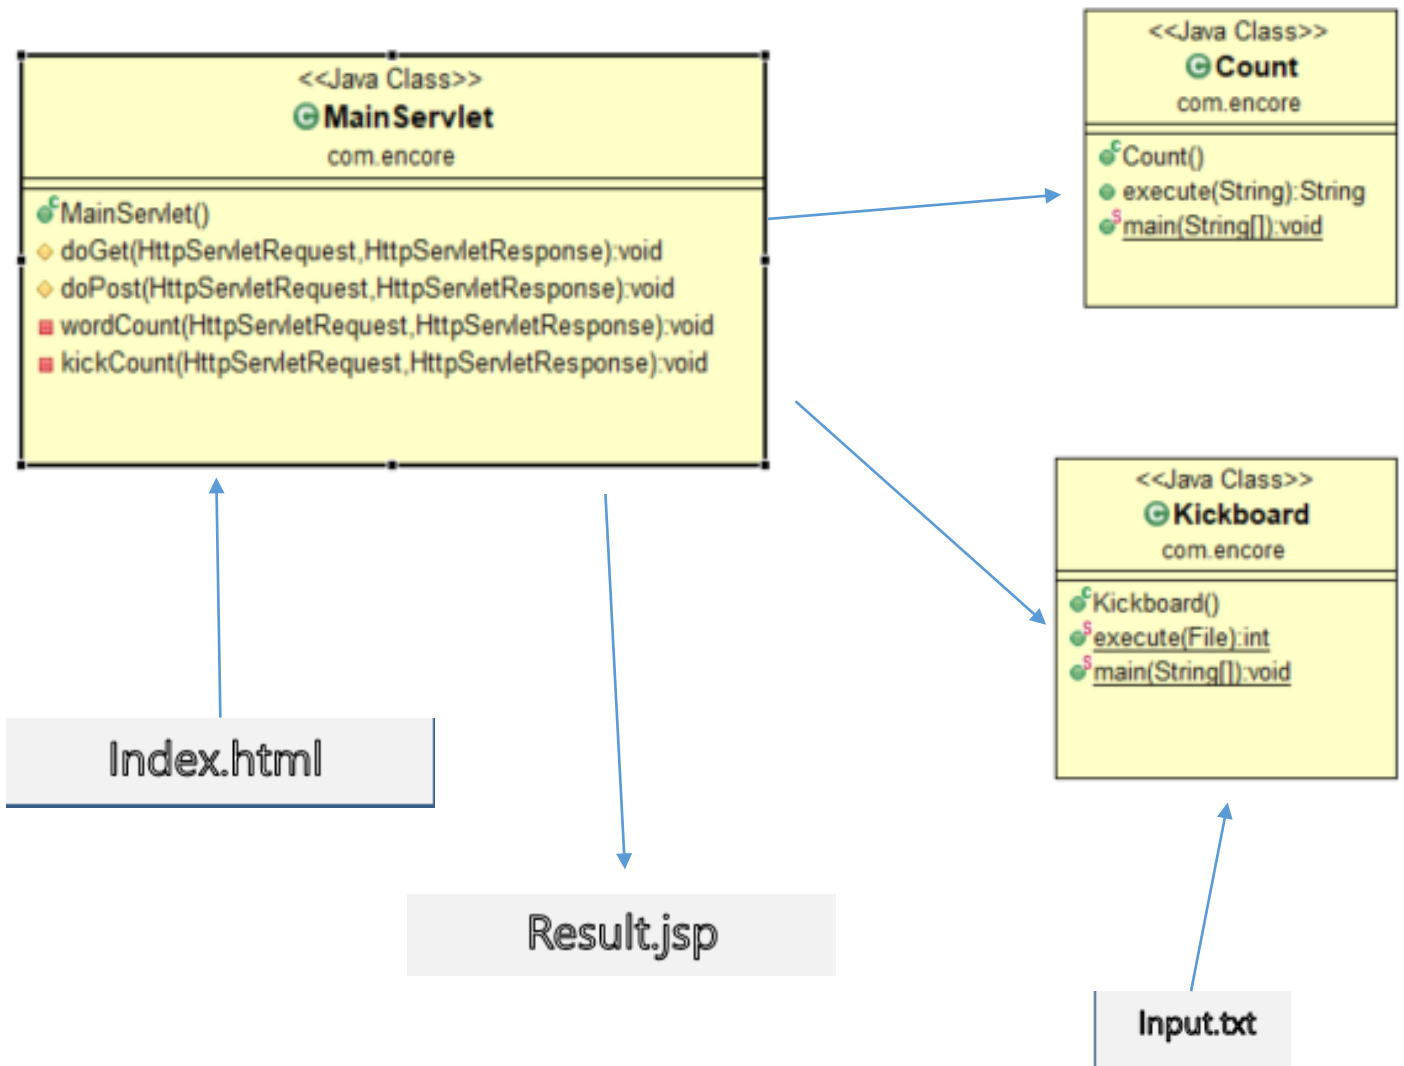 <<Java Class>>
MainServlet
com.encore
MainServlet()
doGet(HttpServletRequest,HttpServletResponse):void
doPost(HttpServletRequest,HttpServletResponse):void
wordCount(HttpServletRequest,HttpServletResponse):void
kickCount(HttpServletRequest,HttpServletResponse):void
<<Java Class>>
Count
com.encore
Count()
execute(String):String
main(String[]):void
<<Java Class>>
Kickboard
com.encore
Kickboard()
execute(File):int
main(String[]):void
Index.html
Result.jsp
Input.txt